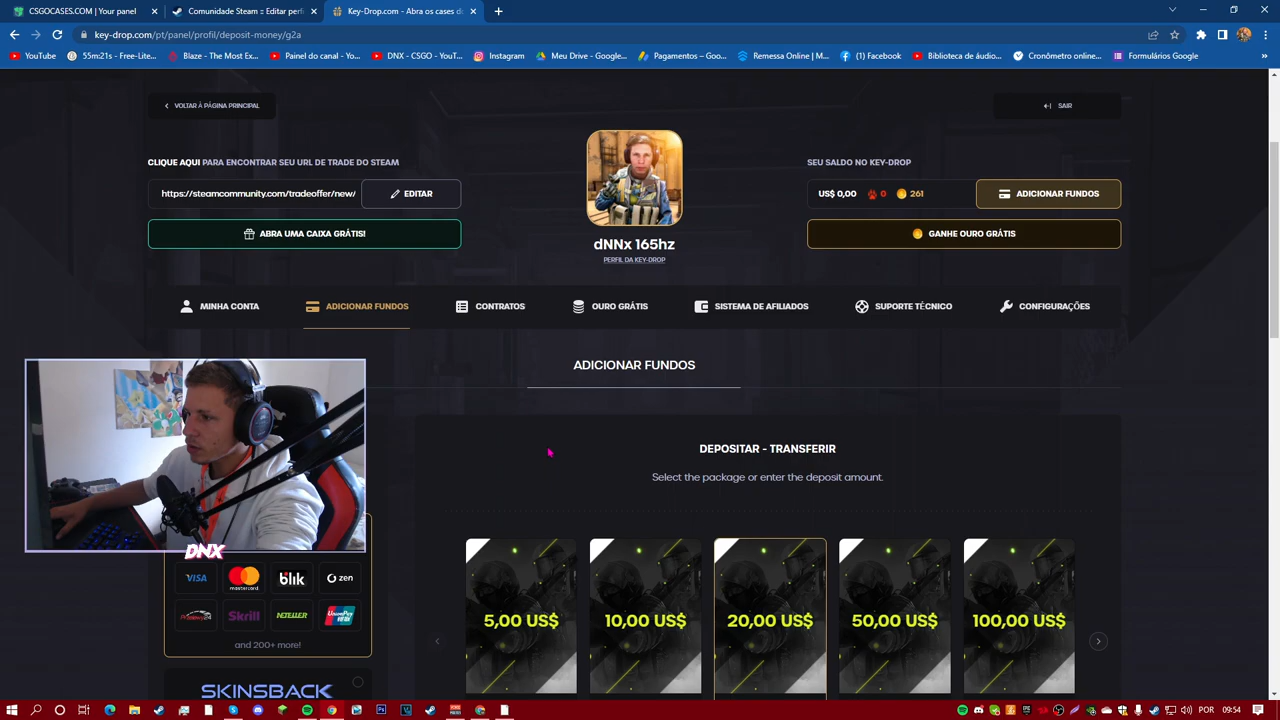 CSGOCASES.COM | Your panel
Comunidade Steam :: Editar perf
Key-Drop.com - Abra os cases do
key-drop.com/pt/panel/profil/deposit-money/g2a
YouTube
55m:21s - Free-Lite...
Blaze - The Most Ex...
Painel do canal - Yo...
DNX - CSGO - YouT...
Instagram
Meu Drive - Google...
Pagamentos – Goo...
Remessa Online | M...
(1) Facebook
Biblioteca de áudio...
Cronômetro online...
Formulários Google
VOLTAR À PÁGINA PRINCIPAL
SAIR
CLIQUE AQUI PARA ENCONTRAR SEU URL DE TRADE DO STEAM
SEU SALDO NO KEY-DROP
https://steamcommunity.com/tradeoffer/new/
EDITAR
US$ 0,00 0 261
ADICIONAR FUNDOS
ABRA UMA CAIXA GRÁTIS!
GANHE OURO GRÁTIS
dNNx 165hz
PERFIL DA KEY-DROP
MINHA CONTA
ADICIONAR FUNDOS
CONTRATOS
OURO GRÁTIS
SISTEMA DE AFILIADOS
SUPORTE TÉCNICO
CONFIGURAÇÕES
ADICIONAR FUNDOS
DEPOSITAR - TRANSFERIR
Select the package or enter the deposit amount.
DNX
VISA
mastercard
blik
zen
Przelewy24
Skrill
NETELLER
UnionPay
and 200+ more!
5,00 US$
10,00 US$
20,00 US$
50,00 US$
100,00 US$
SKINSBACK
POR
09:54